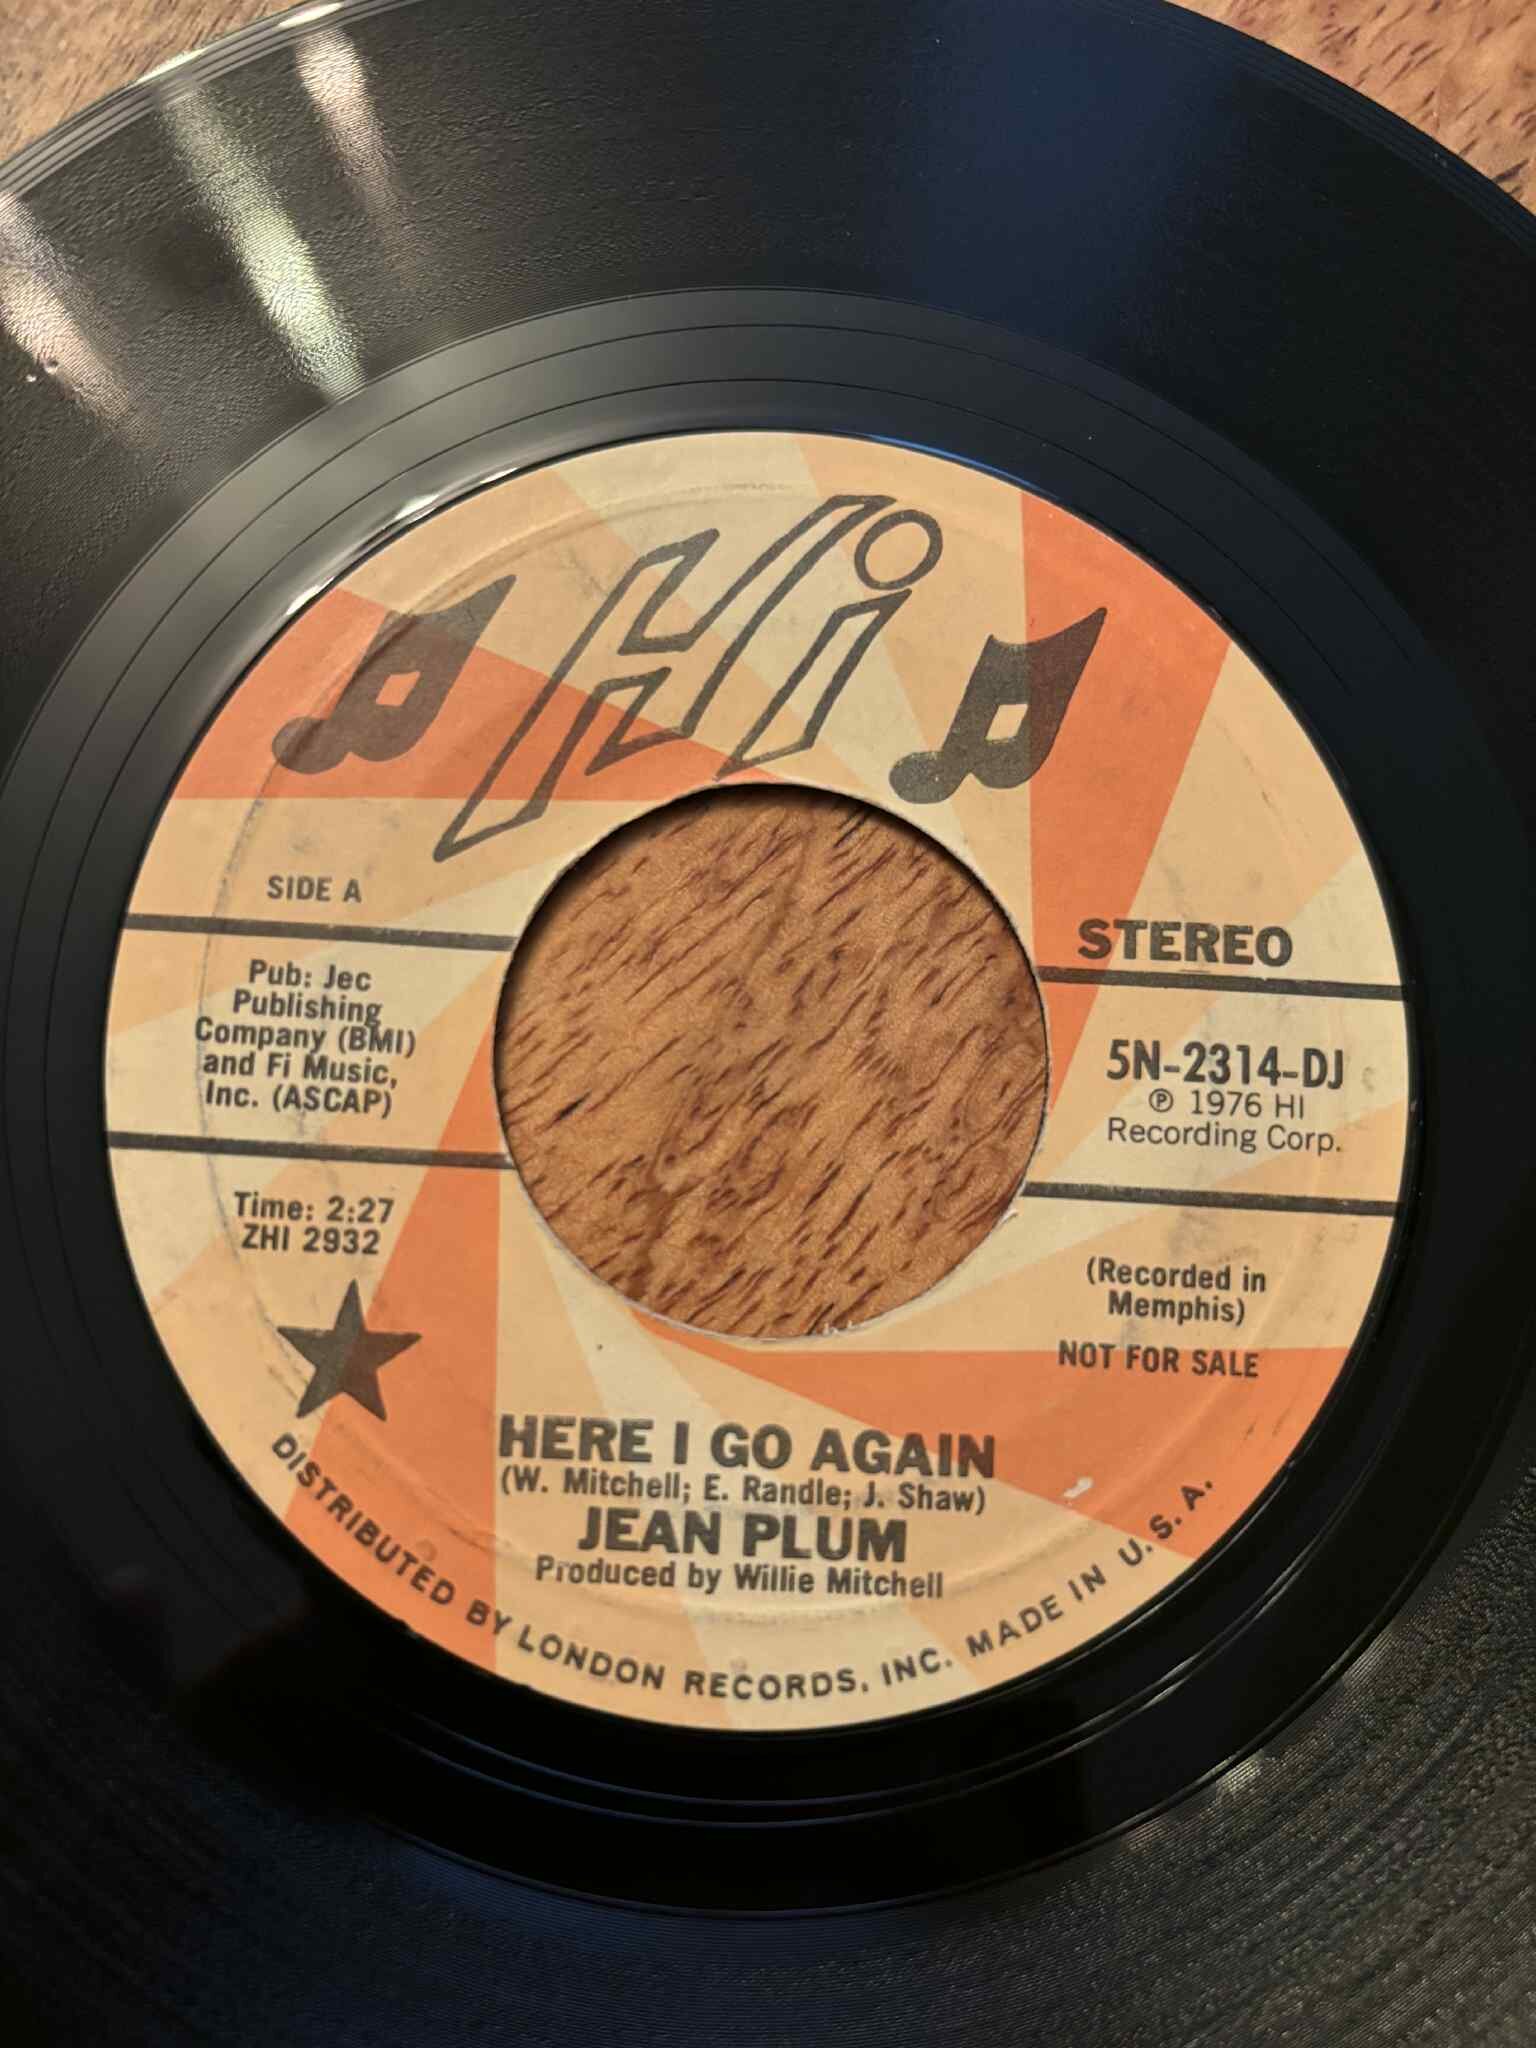 Hi
SIDE A
STEREO
Pub: Jec
Publishing
Company (BMI)
and Fi Music,
Inc. (ASCAP)
5N-2314-DJ
℗ 1976 HI
Recording Corp.
Time: 2:27
ZHI 2932
(Recorded in
Memphis)
NOT FOR SALE
HERE I GO AGAIN
(W. Mitchell; E. Randle; J. Shaw)
JEAN PLUM
Produced by Willie Mitchell
DISTRIBUTED BY LONDON RECORDS, INC. MADE IN U.S.A.